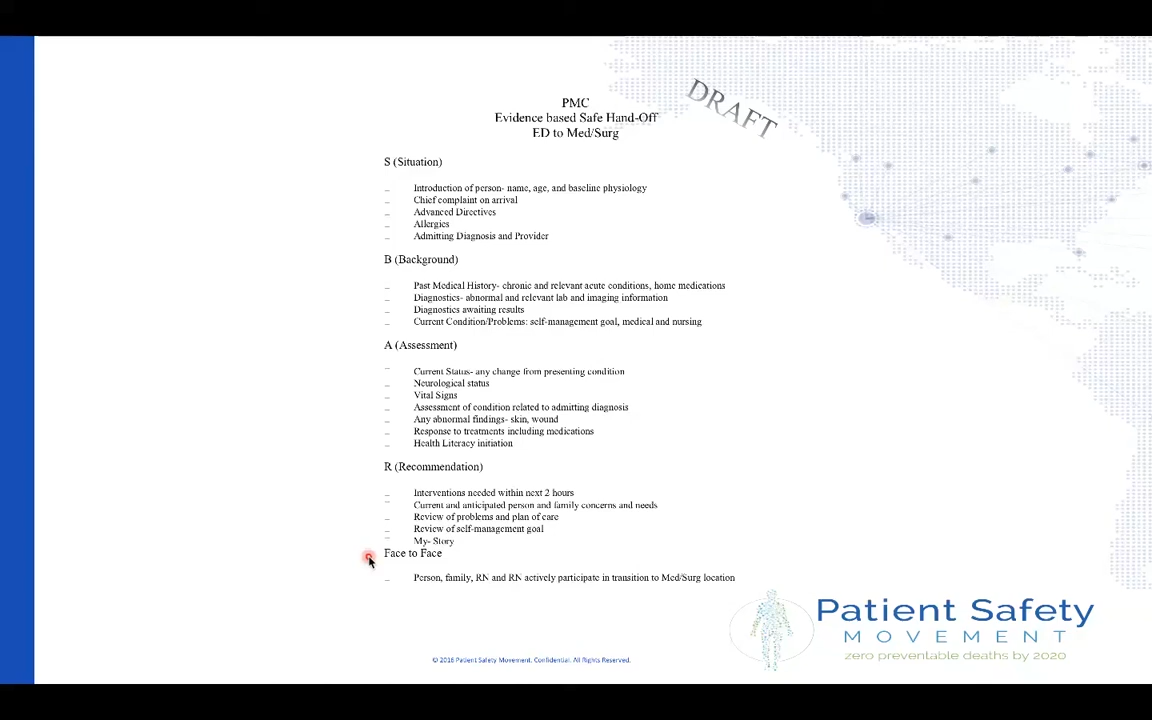 DRAFT
PMC
Evidence based Safe Hand-Off
ED to Med/Surg
S (Situation)
Introduction of person- name, age, and baseline physiology
Chief complaint on arrival
Advanced Directives
Allergies
Admitting Diagnosis and Provider
B (Background)
Past Medical History- chronic and relevant acute conditions, home medications
Diagnostics- abnormal and relevant lab and imaging information
Diagnostics awaiting results
Current Condition/Problems: self-management goal, medical and nursing
A (Assessment)
Current Status- any change from presenting condition
Neurological status
Vital Signs
Assessment of condition related to admitting diagnosis
Any abnormal findings- skin, wound
Response to treatments including medications
Health Literacy initiation
R (Recommendation)
Interventions needed within next 2 hours
Current and anticipated person and family concerns and needs
Review of problems and plan of care
Review of self-management goal
My- Story
Face to Face
Person, family, RN and RN actively participate in transition to Med/Surg location
Patient Safety
MOVEMENT
zero preventable deaths by 2020
© 2016 Patient Safety Movement. Confidential. All Rights Reserved.